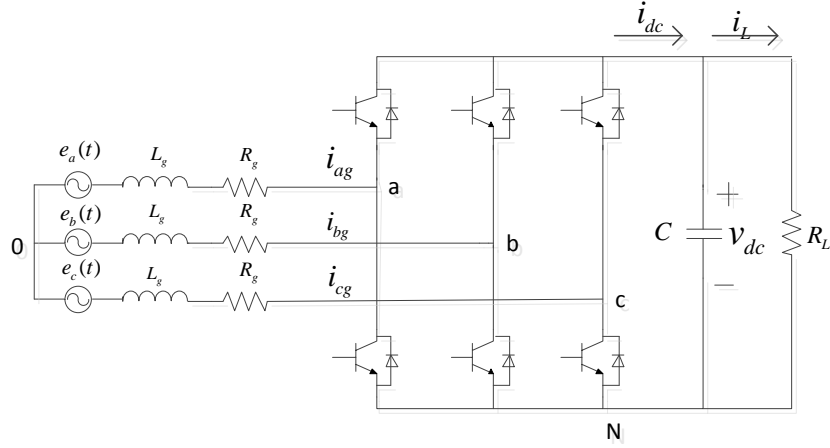 i_dc i_L
e_a(t) L_g R_g i_ag a
0 e_b(t) L_g R_g i_bg b
e_c(t) L_g R_g i_cg c
+
C v_dc R_L
−
N